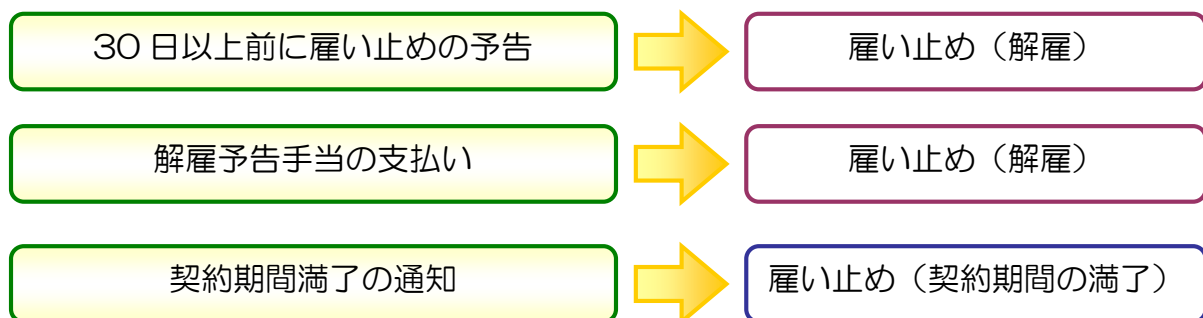 30 日以上前に雇い止めの予告
雇い止め（解雇）
解雇予告手当の支払い
雇い止め（解雇）
契約期間満了の通知
雇い止め（契約期間の満了）